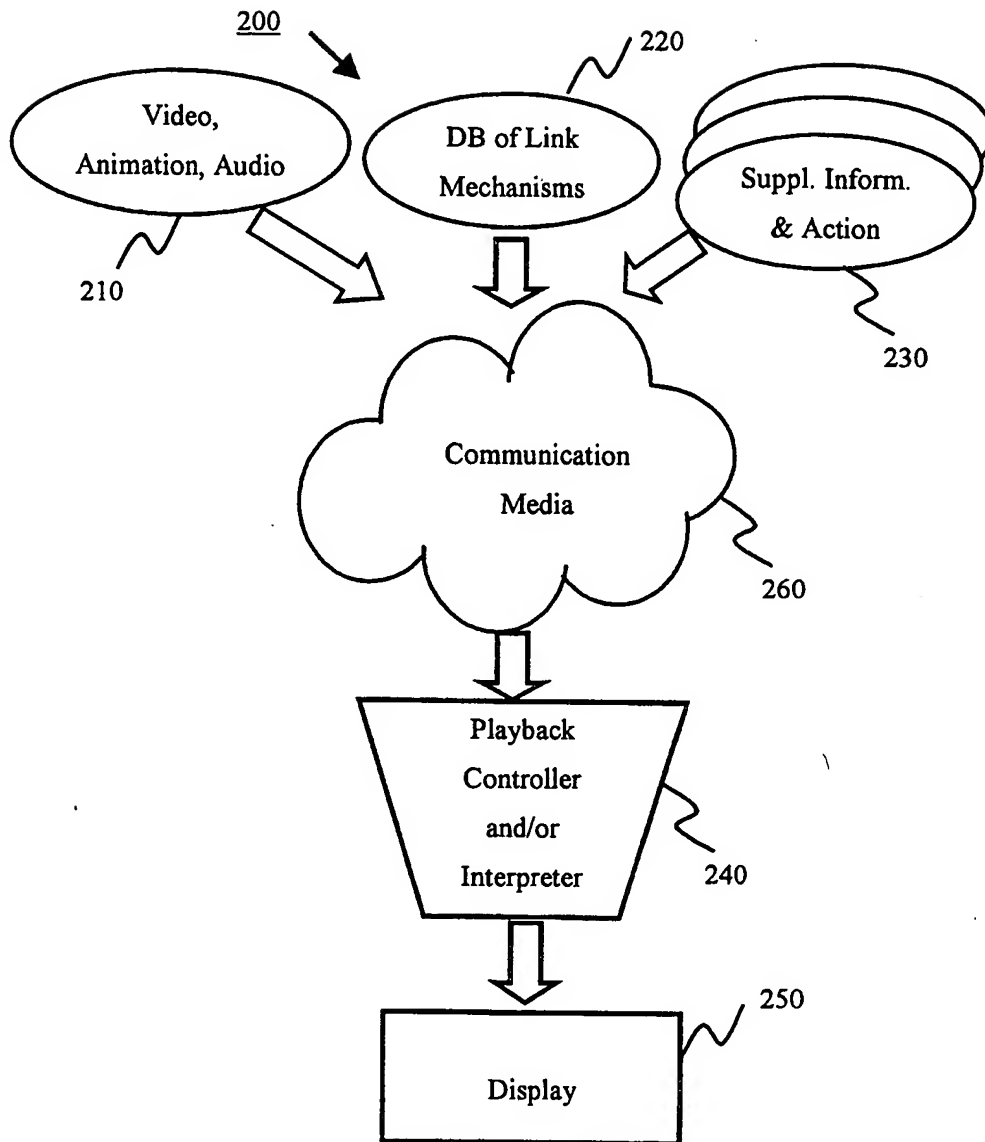 200
220
Video,
Animation, Audio
DB of Link
Mechanisms
Suppl. Inform.
& Action
210
230
Communication
Media
260
Playback
Controller
and/or
Interpreter
240
250
Display